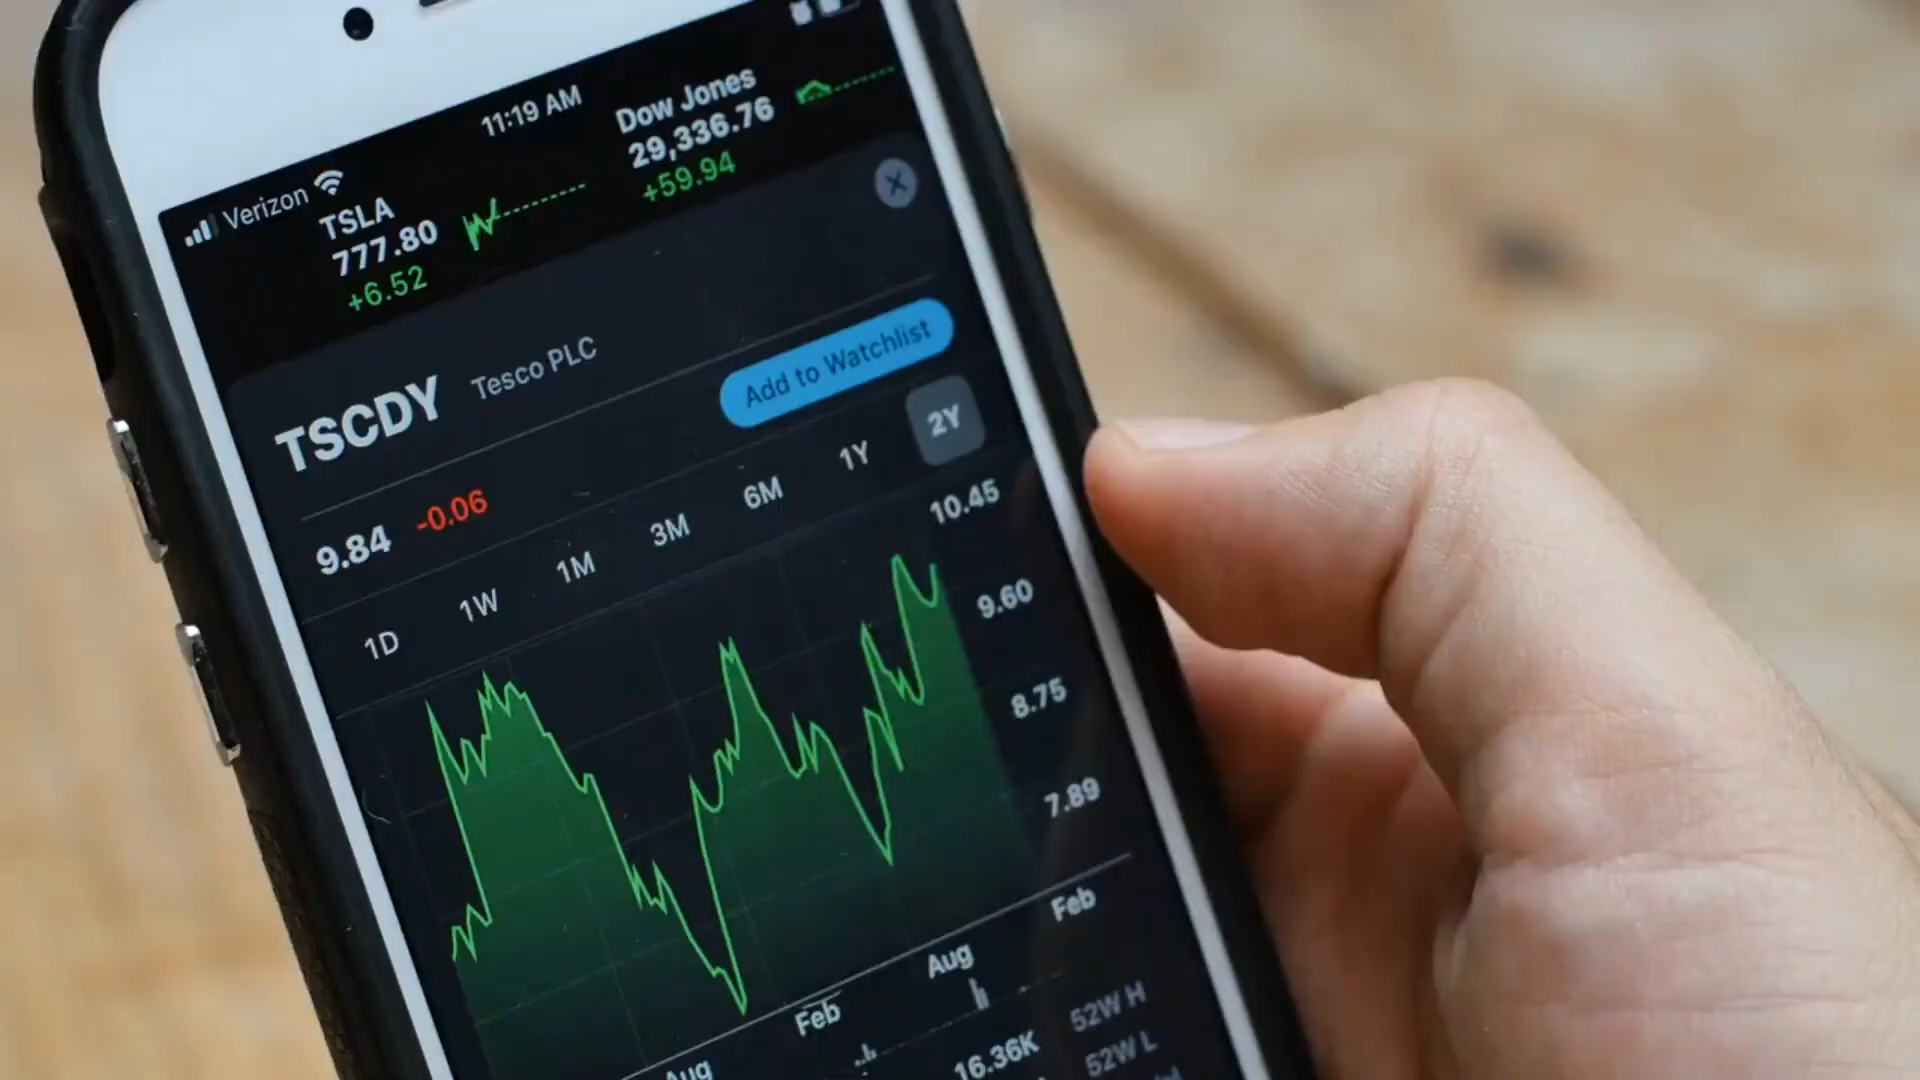 11:19 AM
Verizon
TSLA
777.80
+6.52
Dow Jones
29,336.76
+59.94
TSCDY Tesco PLC
Add to Watchlist
9.84 -0.06
1D 1W 1M 3M 6M 1Y 2Y
10.45
9.60
8.75
7.89
Aug Feb Aug Feb
16.36K
52W H
52W L